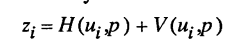 z_i = H(u_i,p) + V(u_i,p)